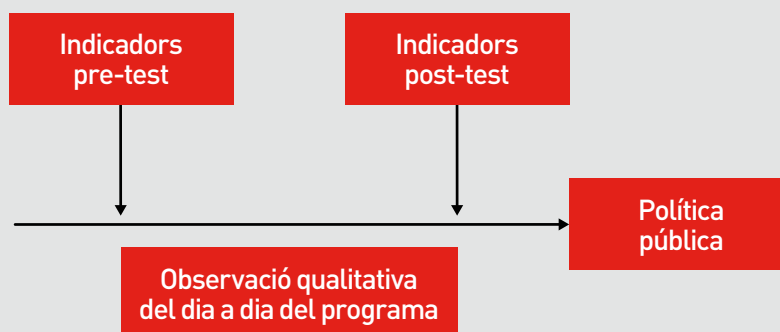 Indicadors
pre-test
Indicadors
post-test
Política
pública
Observació qualitativa
del dia a dia del programa